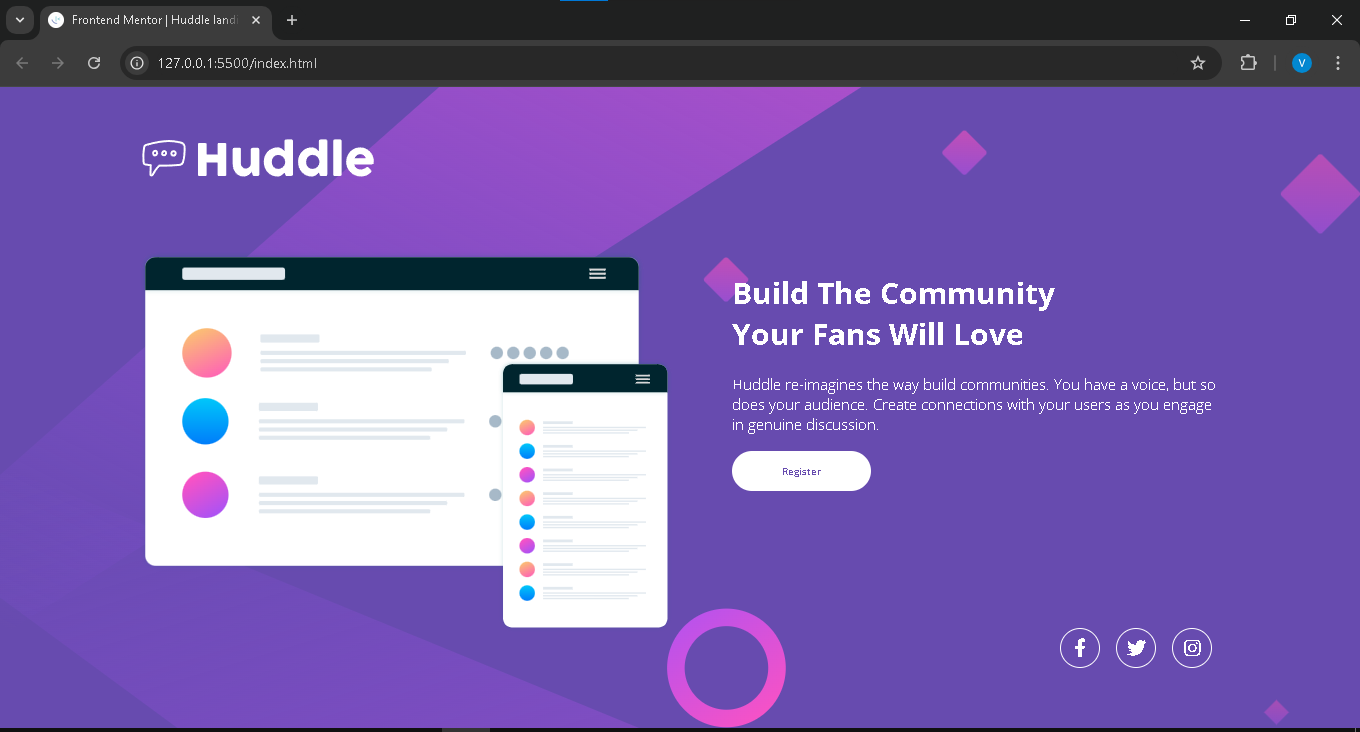 Frontend Mentor | Huddle landi
127.0.0.1:5500/index.html
V
Huddle
Build The Community
Your Fans Will Love
Huddle re-imagines the way build communities. You have a voice, but so
does your audience. Create connections with your users as you engage
in genuine discussion.
Register